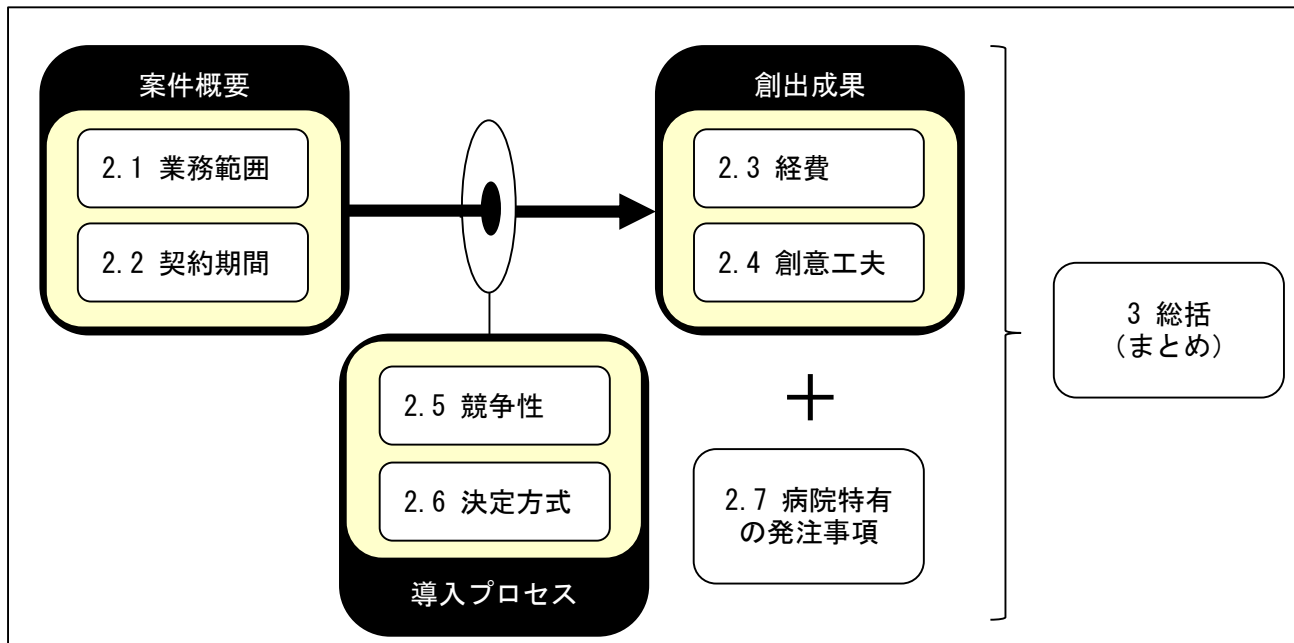 案件概要
2.1 業務範囲
2.2 契約期間
創出成果
2.3 経費
2.4 創意工夫
2.5 競争性
2.6 決定方式
導入プロセス
＋
2.7 病院特有
の発注事項
3 総括
(まとめ)